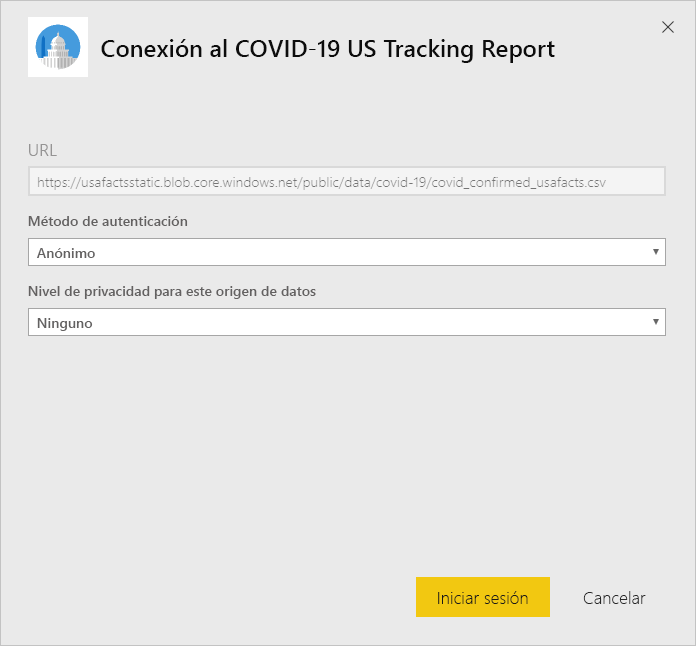 Conexión al COVID-19 US Tracking Report
URL
https://usafactsstatic.blob.core.windows.net/public/data/covid-19/covid_confirmed_usafacts.csv
Método de autenticación
Anónimo
Nivel de privacidad para este origen de datos
Ninguno
Iniciar sesión
Cancelar